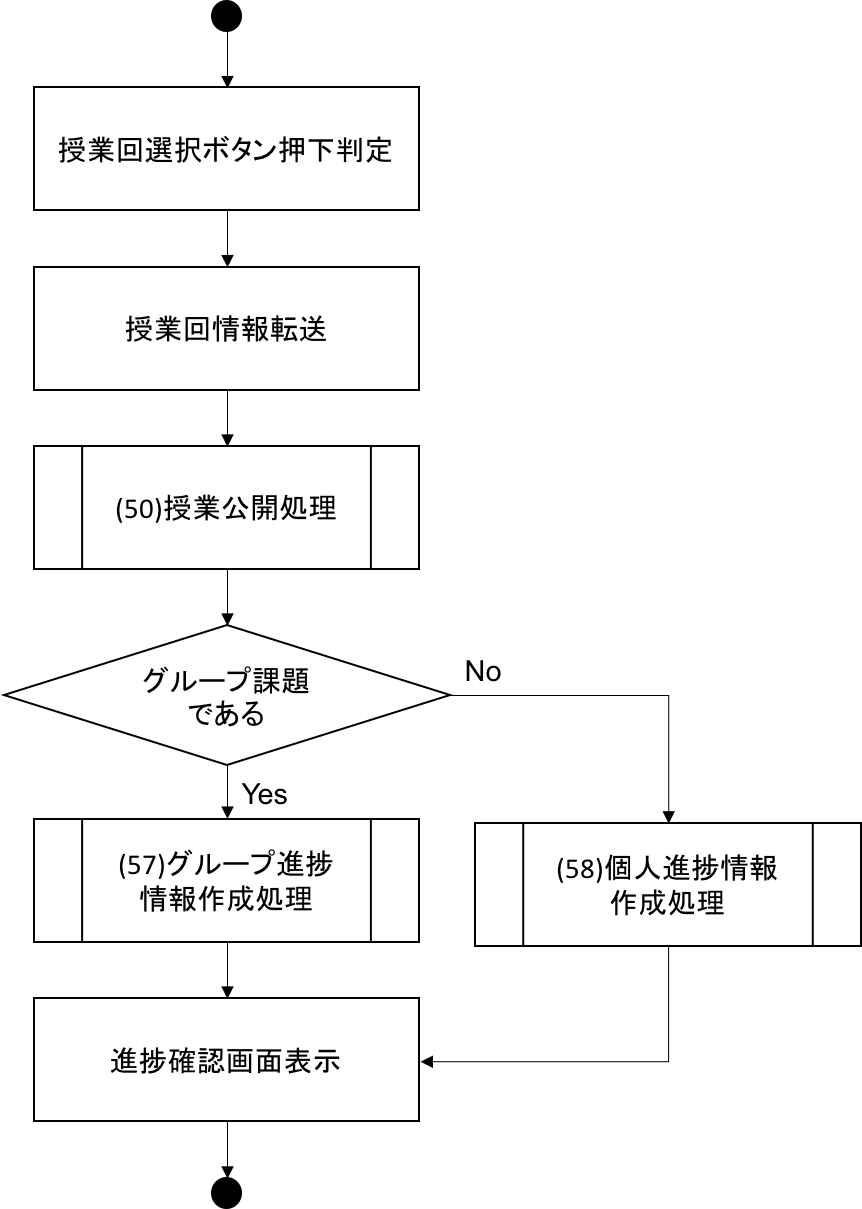 授業回選択ボタン押下判定
授業回情報転送
(50)授業公開処理
グループ課題
である
No
Yes
(57)グループ進捗
情報作成処理
(58)個人進捗情報
作成処理
進捗確認画面表示